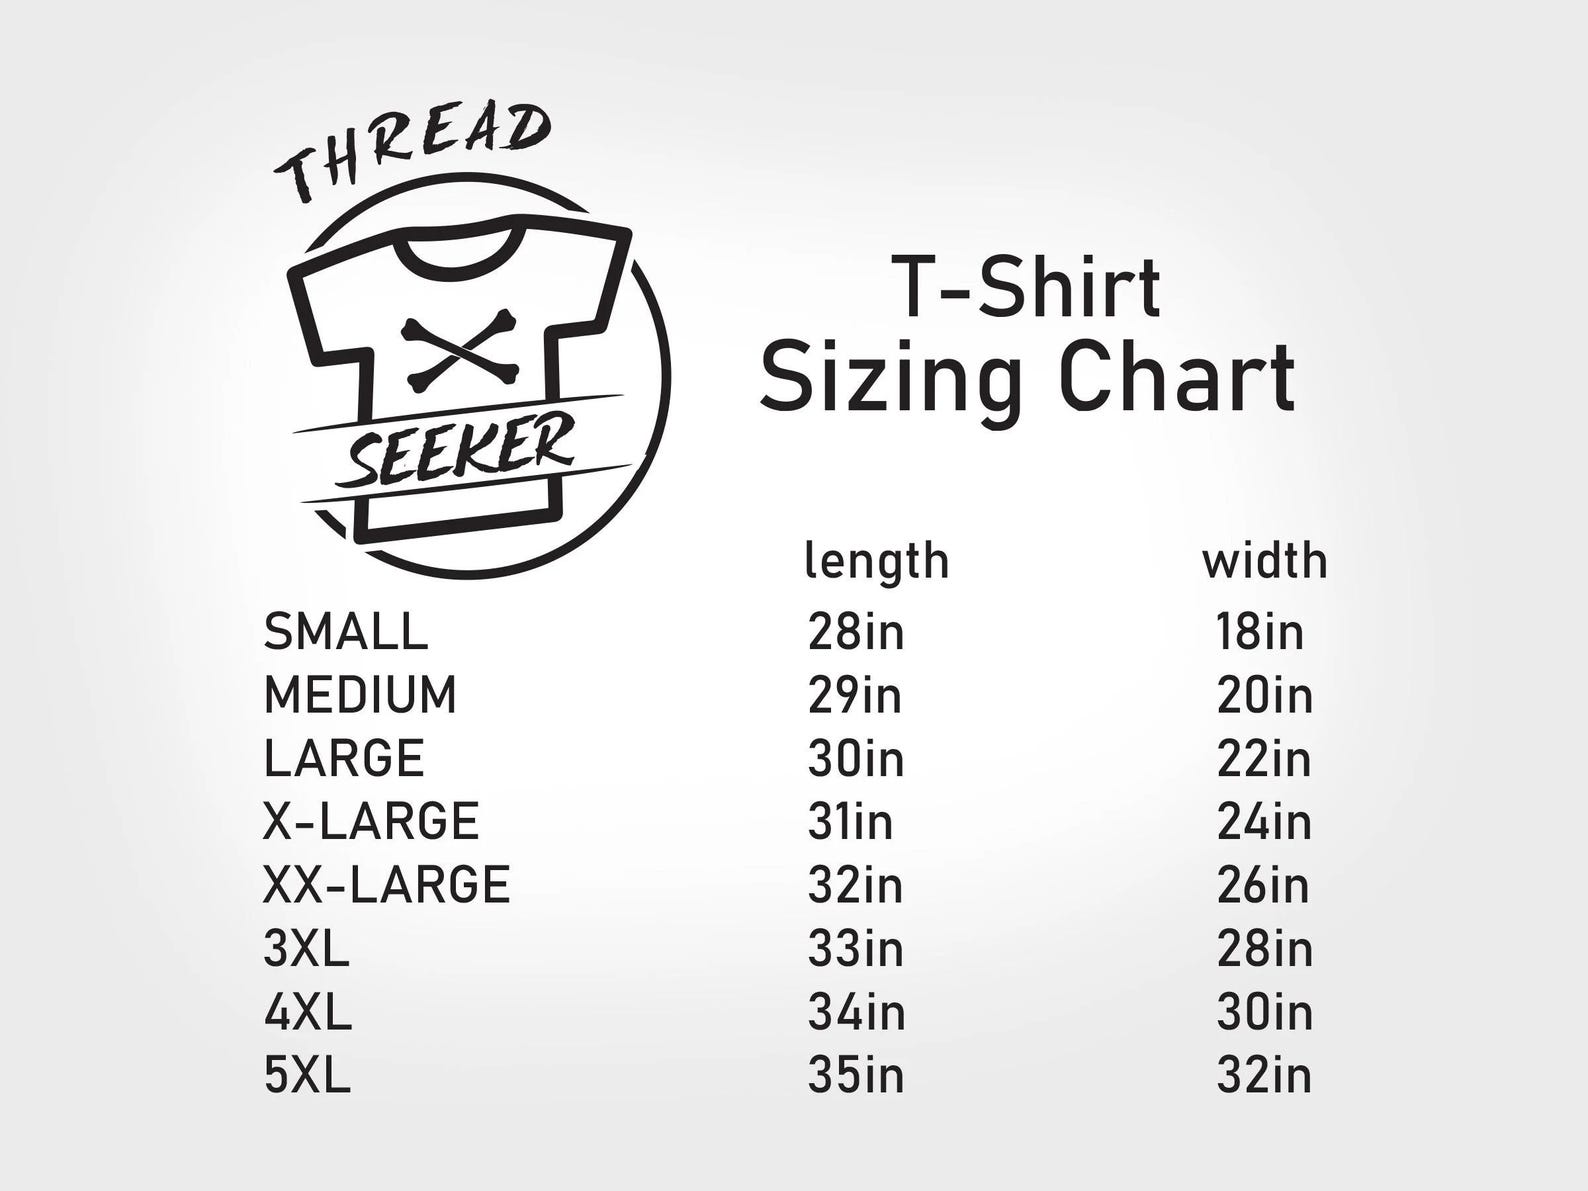 THREAD
SEEKER
T-Shirt
Sizing Chart
length width
SMALL 28in 18in
MEDIUM 29in 20in
LARGE 30in 22in
X-LARGE 31in 24in
XX-LARGE 32in 26in
3XL 33in 28in
4XL 34in 30in
5XL 35in 32in